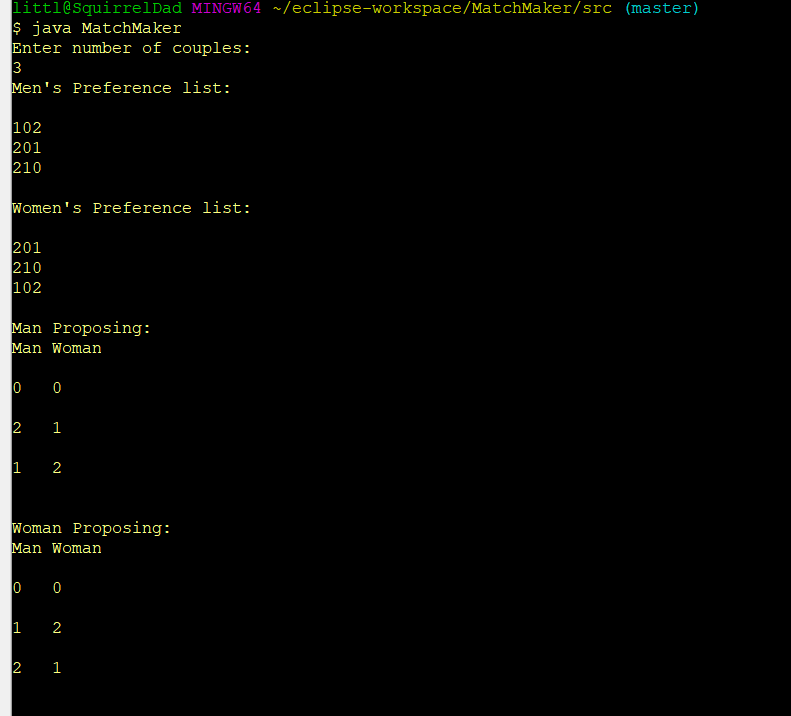 littl@SquirrelDad MINGW64 ~/eclipse-workspace/MatchMaker/src (master)
$ java MatchMaker
Enter number of couples:
3
Men's Preference list:
102
201
210
Women's Preference list:
201
210
102
Man Proposing:
Man Woman
0   0
2   1
1   2
Woman Proposing:
Man Woman
0   0
1   2
2   1